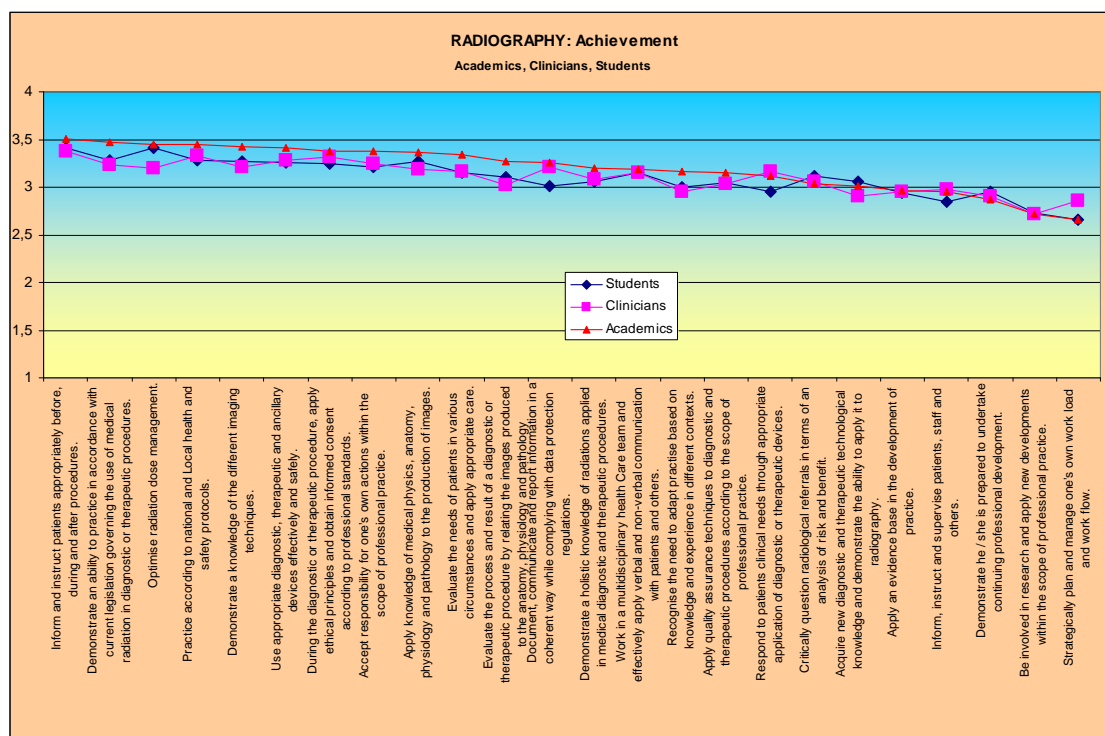 RADIOGRAPHY: Achievement
Academics, Clinicians, Students
4
3,5
3
2,5
2
1,5
1
Students
Clinicians
Academics
Inform and instruct patients appropriately before,
during and after procedures.
Demonstrate an ability to practice in accordance with
current legislation governing the use of medical
radiation in diagnostic or therapeutic procedures.
Optimise radiation dose management.
Practice according to national and Local health and
safety protocols.
Demonstrate a knowledge of the different imaging
techniques.
Use appropriate diagnostic, therapeutic and ancillary
devices effectively and safely.
During the diagnostic or therapeutic procedure, apply
ethical principles and obtain informed consent
according to professional standards.
Accept responsibility for one's own actions within the
scope of professional practice.
Apply knowledge of medical physics, anatomy,
physiology and pathology to the production of images.
Evaluate the needs of patients in various
circumstances and apply appropriate care.
Evaluate the process and result of a diagnostic or
therapeutic procedure by relating the images produced
to the anatomy, physiology and pathology.
Document, communicate and report information in a
coherent way while complying with data protection
regulations.
Demonstrate a holistic knowledge of radiations applied
in medical diagnostic and therapeutic procedures.
Work in a multidisciplinary health Care team and
effectively apply verbal and non-verbal communication
with patients and others.
Recognise the need to adapt practise based on
knowledge and experience in different contexts.
Apply quality assurance techniques to diagnostic and
therapeutic procedures according to the scope of
professional practice.
Respond to patients clinical needs through appropriate
application of diagnostic or therapeutic devices.
Critically question radiological referrals in terms of an
analysis of risk and benefit.
Acquire new diagnostic and therapeutic technological
knowledge and demonstrate the ability to apply it to
radiography.
Apply an evidence base in the development of
practice.
Inform, instruct and supervise patients, staff and
others.
Demonstrate he / she is prepared to undertake
continuing professional development.
Be involved in research and apply new developments
within the scope of professional practice.
Strategically plan and manage one's own work load
and work flow.